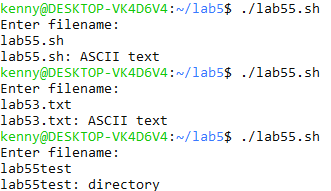 kenny@DESKTOP-VK4D6V4:~/lab5$ ./lab55.sh
Enter filename:
lab55.sh
lab55.sh: ASCII text
kenny@DESKTOP-VK4D6V4:~/lab5$ ./lab55.sh
Enter filename:
lab53.txt
lab53.txt: ASCII text
kenny@DESKTOP-VK4D6V4:~/lab5$ ./lab55.sh
Enter filename:
lab55test
lab55test: directory